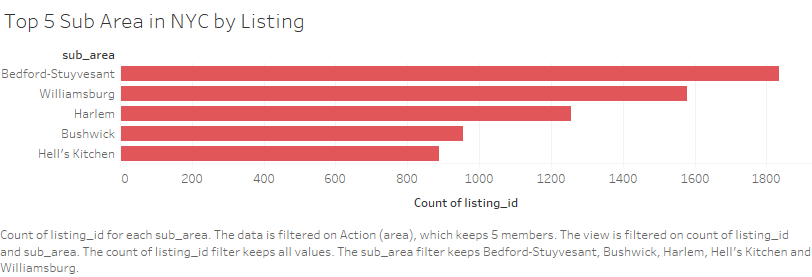 Top 5 Sub Area in NYC by Listing
sub_area
Bedford-Stuyvesant
Williamsburg
Harlem
Bushwick
Hell's Kitchen
0 200 400 600 800 1000 1200 1400 1600 1800
Count of listing_id
Count of listing_id for each sub_area. The data is filtered on Action (area), which keeps 5 members. The view is filtered on count of listing_id
and sub_area. The count of listing_id filter keeps all values. The sub_area filter keeps Bedford-Stuyvesant, Bushwick, Harlem, Hell's Kitchen and
Williamsburg.